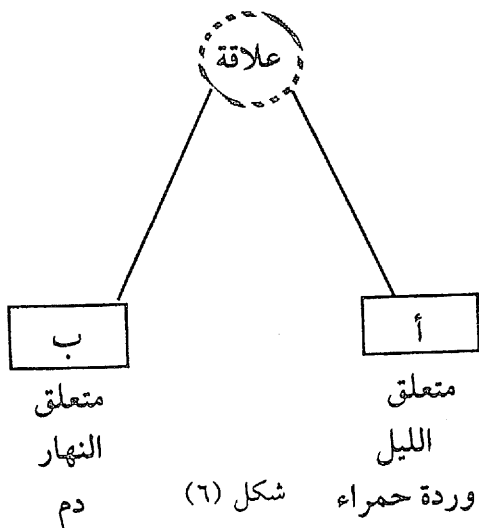 علاقة
أ
ب
متعلق
متعلق
الليل
النهار
وردة حمراء
شكل (٦)
دم